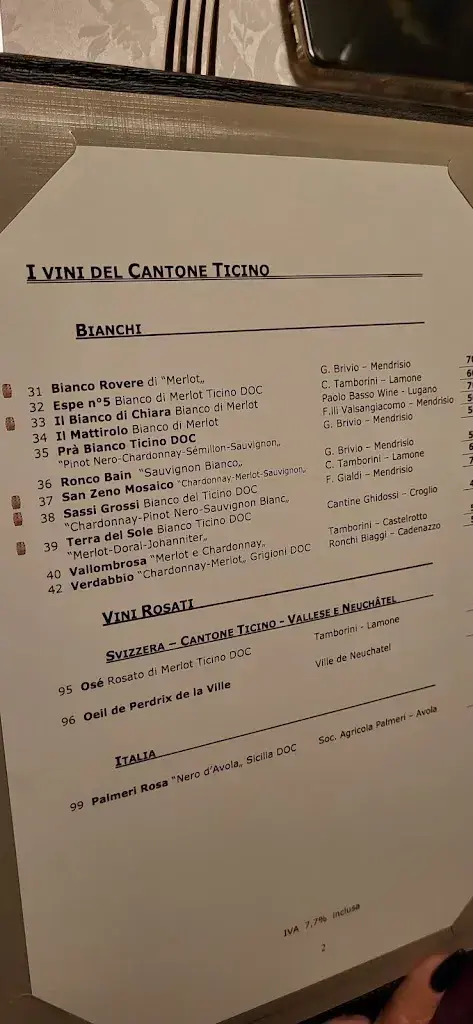 I VINI DEL CANTONE TICINO
BIANCHI
31 Bianco Rovere di "Merlot„ G. Brivio – Mendrisio
32 Espe n°5 Bianco di Merlot Ticino DOC C. Tamborini – Lamone
33 Il Bianco di Chiara Bianco di Merlot Paolo Basso Wine - Lugano
34 Il Mattirolo Bianco di Merlot F.lli Valsangiacomo – Mendrisio
35 Prà Bianco Ticino DOC G. Brivio – Mendrisio
"Pinot Nero-Chardonnay-Sémillon-Sauvignon„
36 Ronco Bain "Sauvignon Bianco„ G. Brivio – Mendrisio
37 San Zeno Mosaico "Chardonnay-Merlot-Sauvignon„ C. Tamborini – Lamone
38 Sassi Grossi Bianco del Ticino DOC F. Gialdi – Mendrisio
"Chardonnay-Pinot Nero-Sauvignon Blanc„
39 Terra del Sole Bianco Ticino DOC Cantine Ghidossi – Croglio
"Merlot-Doral-Johanniter„
40 Vallombrosa "Merlot e Chardonnay„ Tamborini – Castelrotto
42 Verdabbio "Chardonnay-Merlot„ Grigioni DOC Ronchi Biaggi – Cadenazzo
VINI ROSATI
SVIZZERA – CANTONE TICINO - VALLESE E NEUCHÂTEL
95 Osé Rosato di Merlot Ticino DOC Tamborini - Lamone
96 Oeil de Perdrix de la Ville Ville de Neuchatel
ITALIA
99 Palmeri Rosa "Nero d'Avola„ Sicilia DOC Soc. Agricola Palmeri – Avola
IVA 7,7% inclusa
2